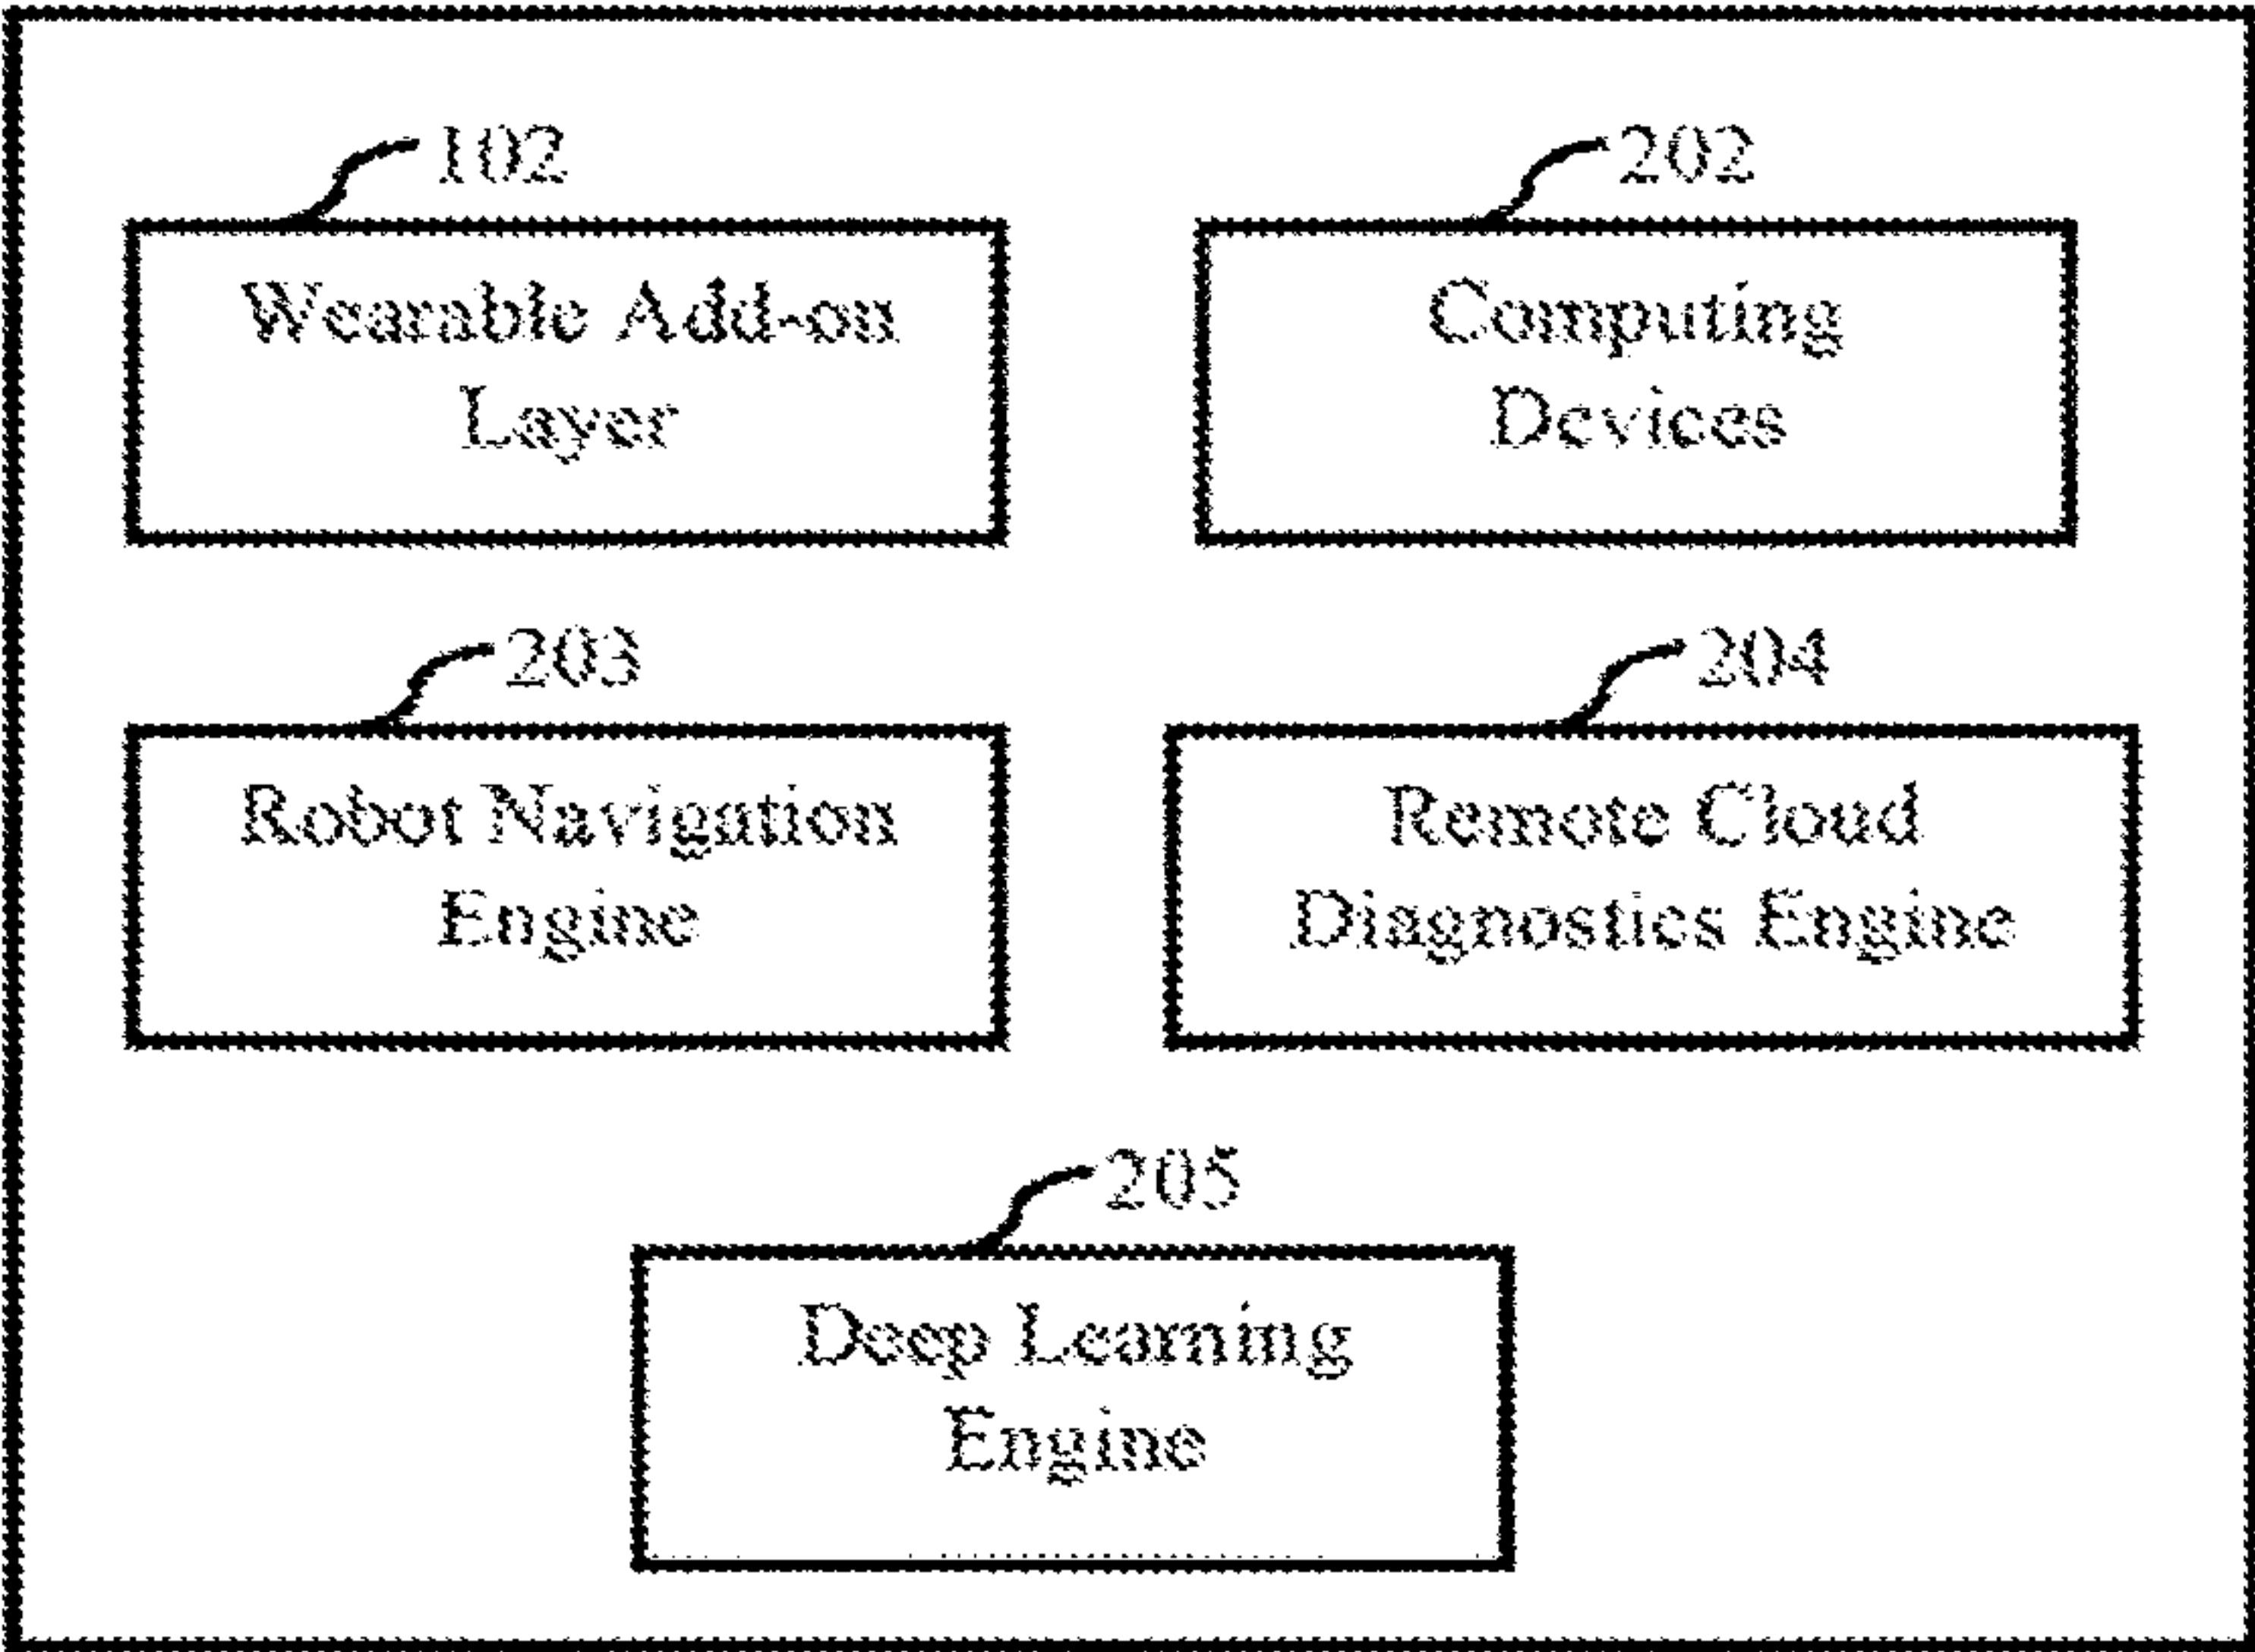 102
Wearable Add-on
Layer
202
Computing
Devices
203
Robot Navigation
Engine
204
Remote Cloud
Diagnostics Engine
205
Deep Learning
Engine